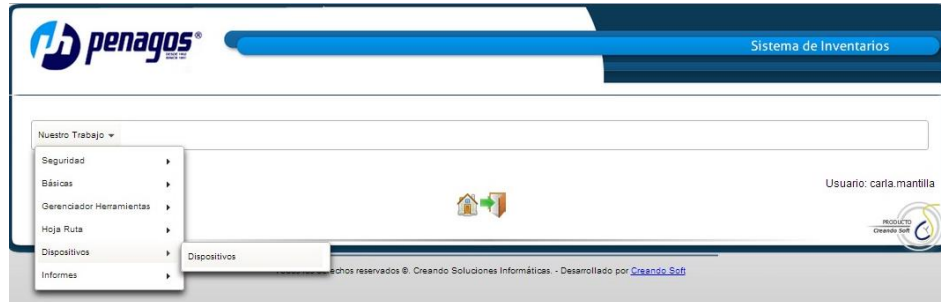 penagos®
Sistema de Inventarios
Nuestro Trabajo
Seguridad
Básicas
Usuario: carla.mantilla
Gerenciador Herramientas
Hoja Ruta
PRODUCTO
Creando Soft
Dispositivos
Dispositivos
Informes
echos reservados ©. Creando Soluciones Informáticas. - Desarrollado por Creando Soft